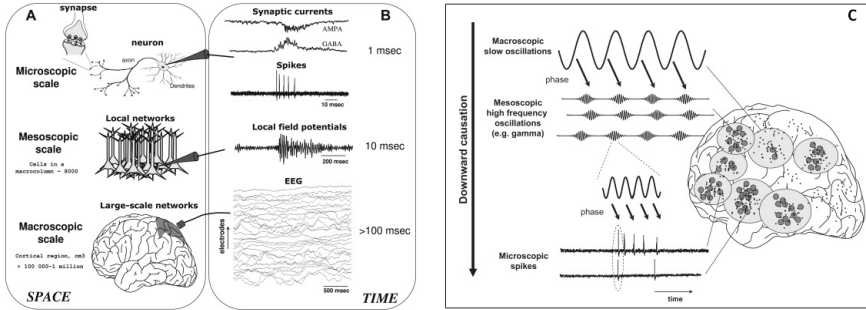 A
synapse
neuron
axon
Dendrites
Microscopic
scale
Local networks
Mesoscopic
scale
Cells in a
macrocolumn ~ 8000
Large-scale networks
Macroscopic
scale
Cortical region, cm3
> 100 000-1 million
SPACE
B
Synaptic currents
AMPA
GABA
1 msec
Spikes
10 msec
Local field potentials
10 msec
200 msec
EEG
electrodes
>100 msec
500 msec
TIME
C
Downward causation
Macroscopic
slow oscillations
phase
Mesoscopic
high frequency
oscillations
(e.g. gamma)
phase
Microscopic
spikes
time